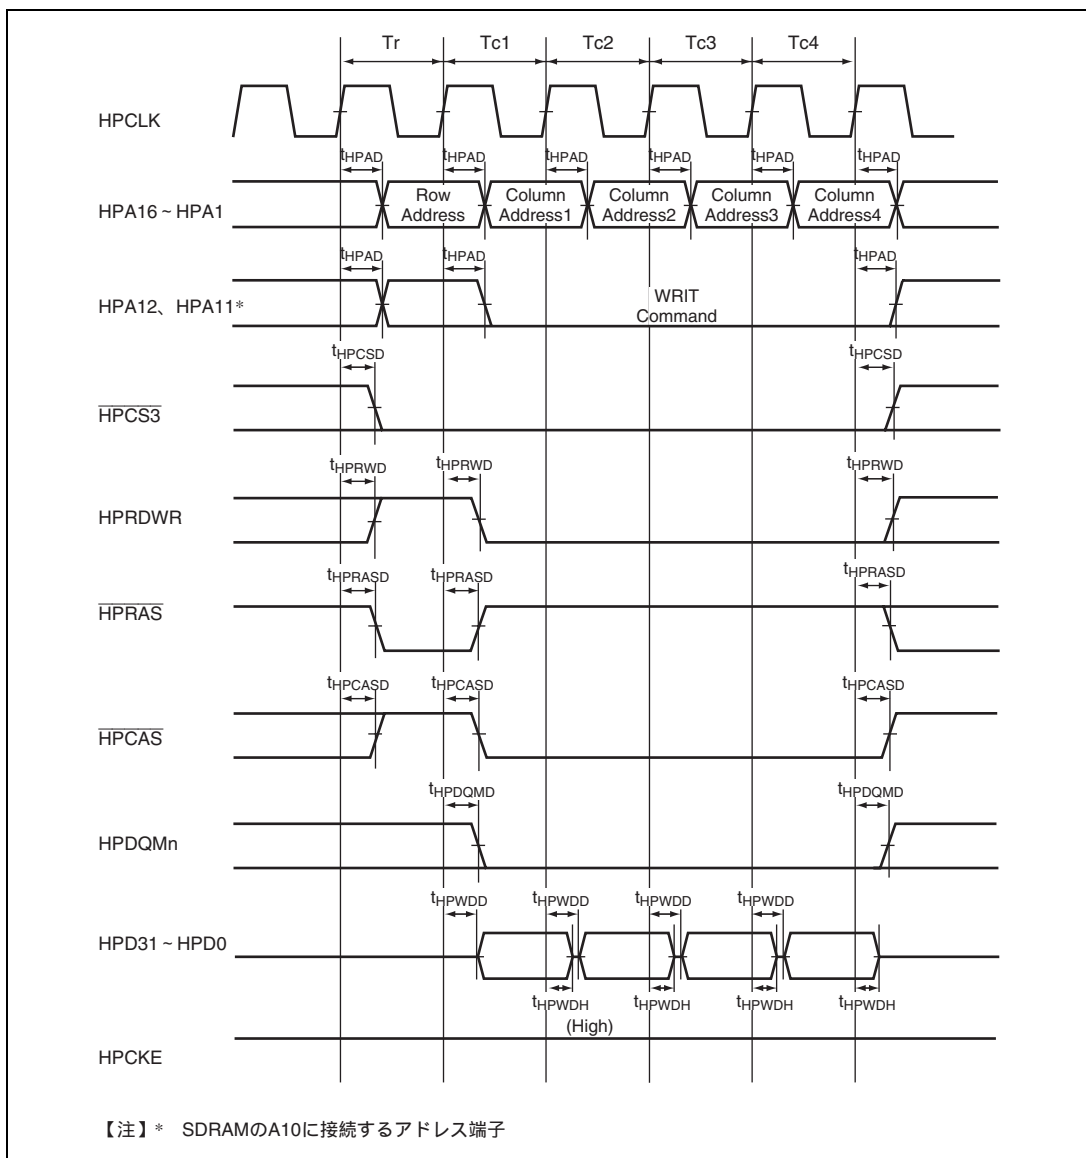 Tr Tc1 Tc2 Tc3 Tc4
HPCLK
tHPAD tHPAD tHPAD tHPAD tHPAD tHPAD
HPA16 ~ HPA1
Row Address
Column Address1
Column Address2
Column Address3
Column Address4
tHPAD tHPAD tHPAD
HPA12、HPA11*
WRIT
Command
tHPCSD tHPCSD
HPCS3
tHPRWD tHPRWD tHPRWD
HPRDWR
tHPRASD tHPRASD tHPRASD
HPRAS
tHPCASD tHPCASD tHPCASD
HPCAS
tHPDQMD tHPDQMD
HPDQMn
tHPWDD tHPWDD tHPWDD tHPWDD
HPD31 ~ HPD0
tHPWDH tHPWDH tHPWDH tHPWDH
(High)
HPCKE
【注】* SDRAMのA10に接続するアドレス端子